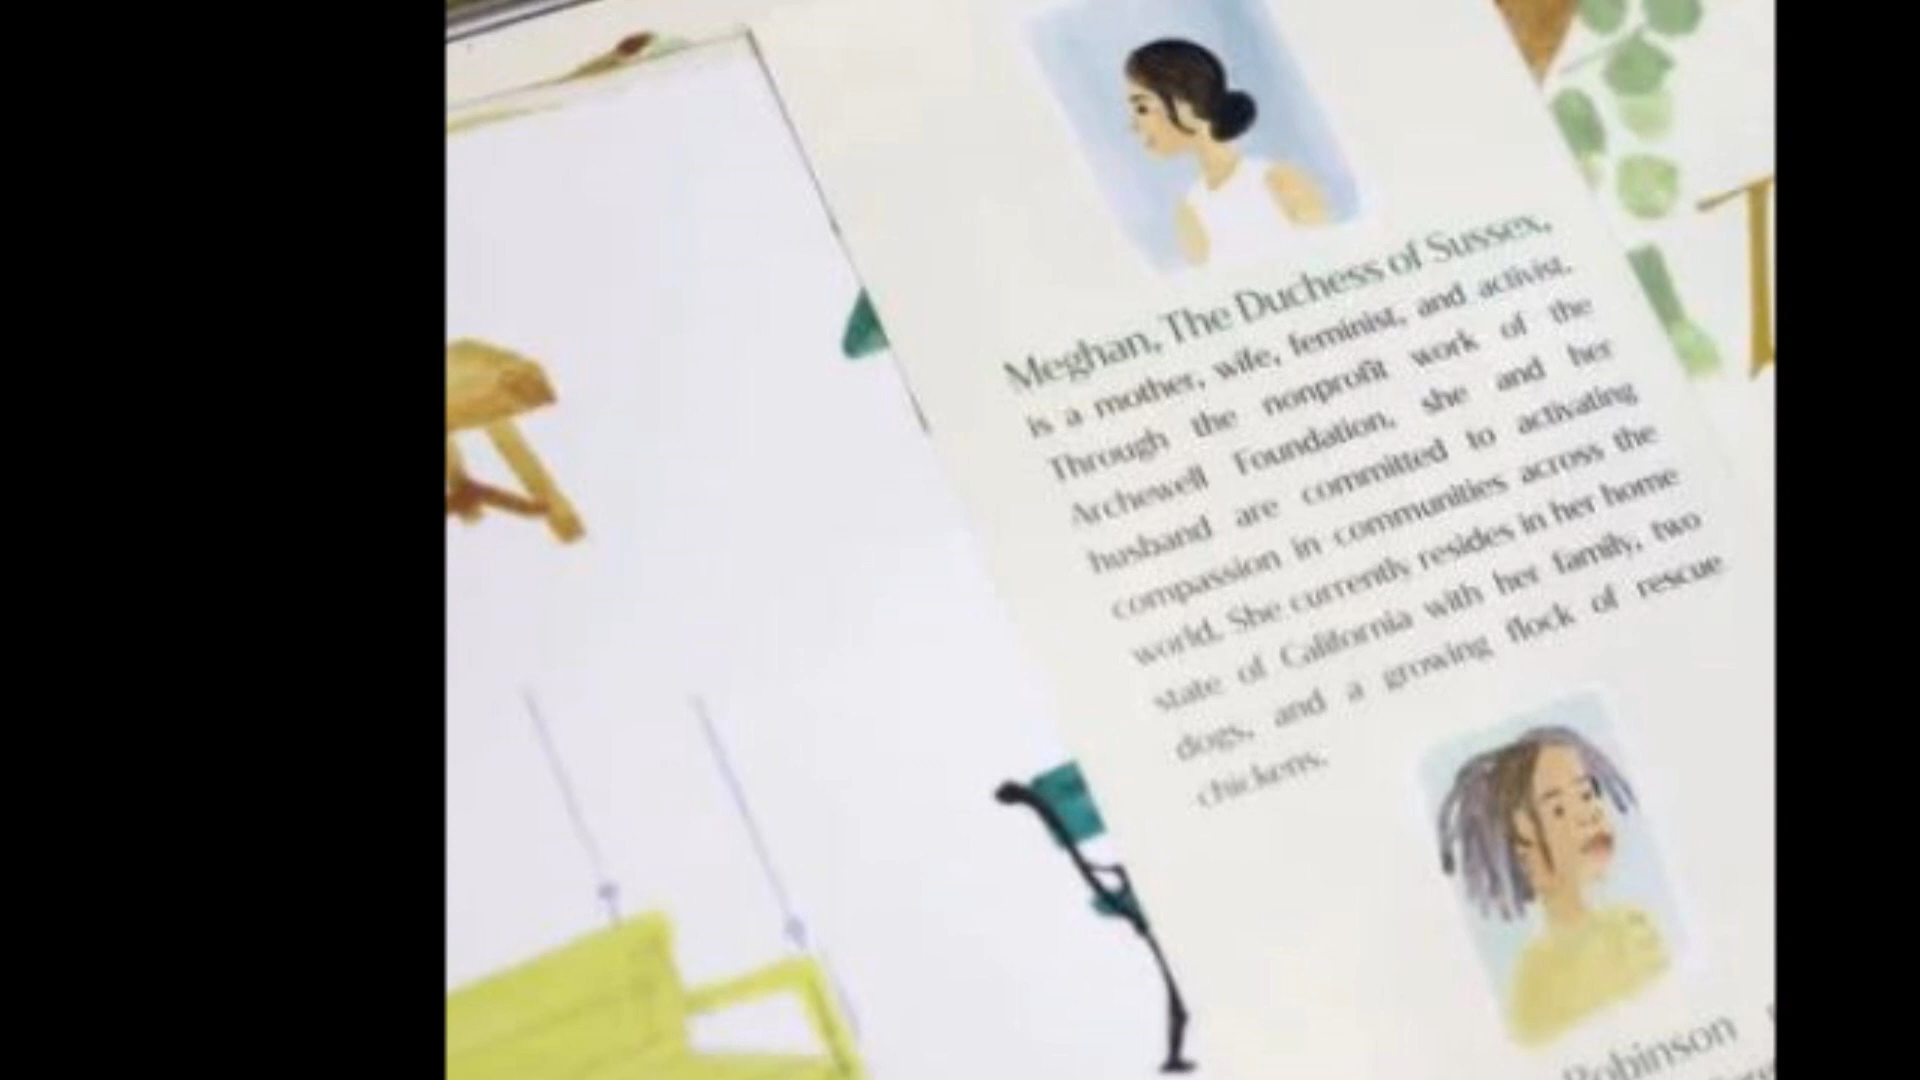 Meghan, The Duchess of Sussex,
is a mother, wife, feminist, and activist.
Through the nonprofit work of the
Archewell Foundation, she and her
husband are committed to activating
compassion in communities across the
world. She currently resides in her home
state of California with her family, two
dogs, and a growing flock of rescue
chickens.
Robinson